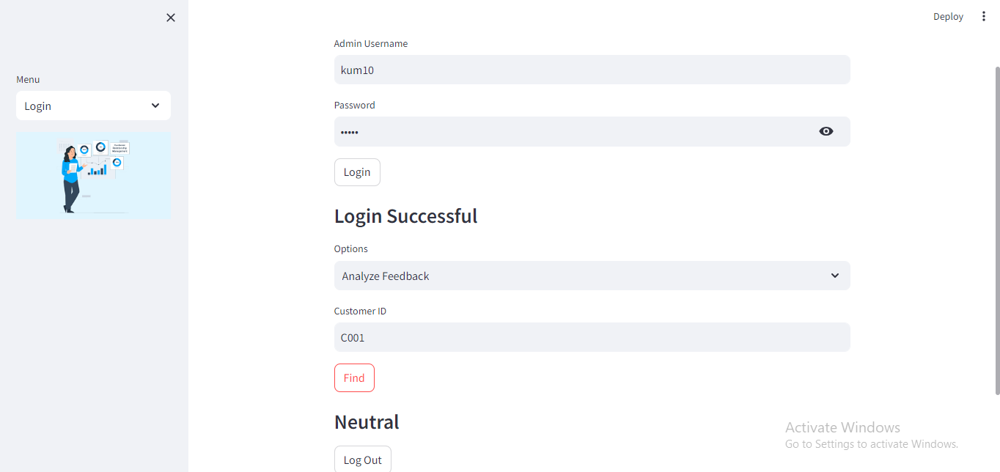 Deploy
Menu
Login
Admin Username
kum10
Password
•••••
Login
Login Successful
Options
Analyze Feedback
Customer ID
C001
Find
Neutral
Log Out
Activate Windows
Go to Settings to activate Windows.